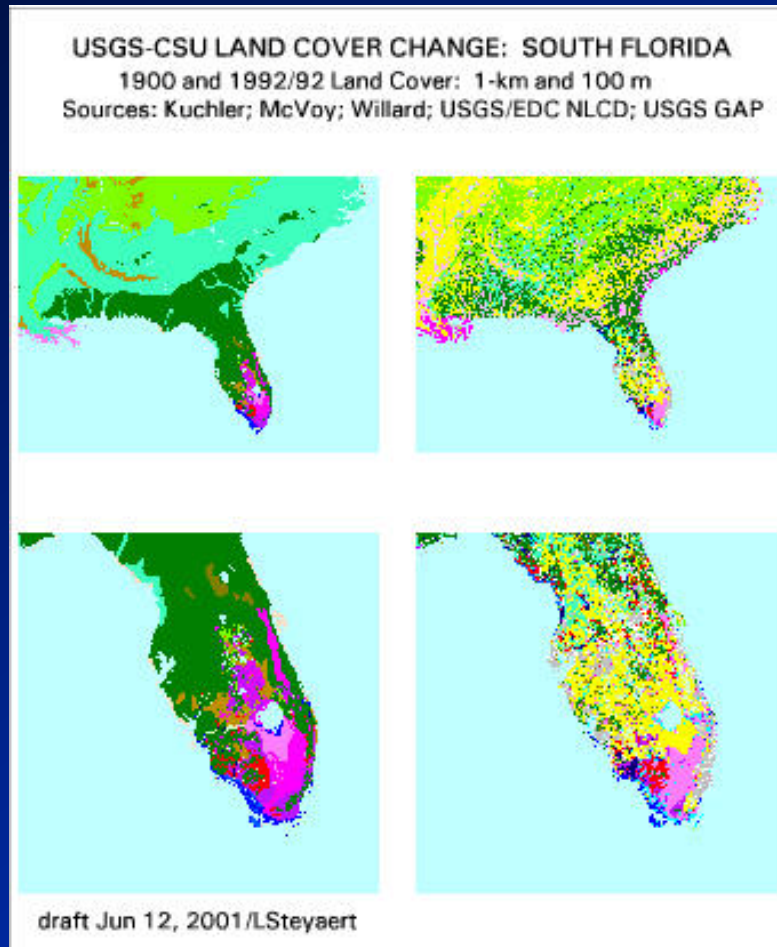 USGS-CSU LAND COVER CHANGE: SOUTH FLORIDA
1900 and 1992/92 Land Cover: 1-km and 100 m
Sources: Kuchler; McVoy; Willard; USGS/EDC NLCD; USGS GAP
draft Jun 12, 2001/LSteyaert